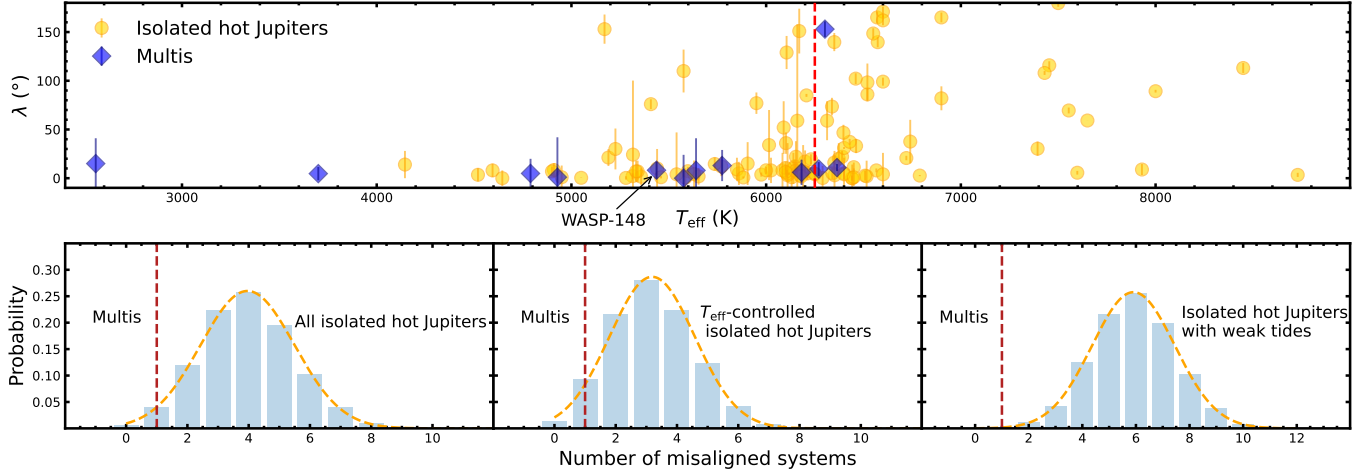 Isolated hot Jupiters
Multis
λ (°)
150
100
50
0
3000 4000 5000 6000 7000 8000
WASP-148
T_eff (K)
Probability
0.30
0.25
0.20
0.15
0.10
0.05
Multis
All isolated hot Jupiters
0 2 4 6 8 10
Multis
T_eff-controlled
isolated hot Jupiters
0 2 4 6 8 10
Multis
Isolated hot Jupiters
with weak tides
0 2 4 6 8 10 12
Number of misaligned systems